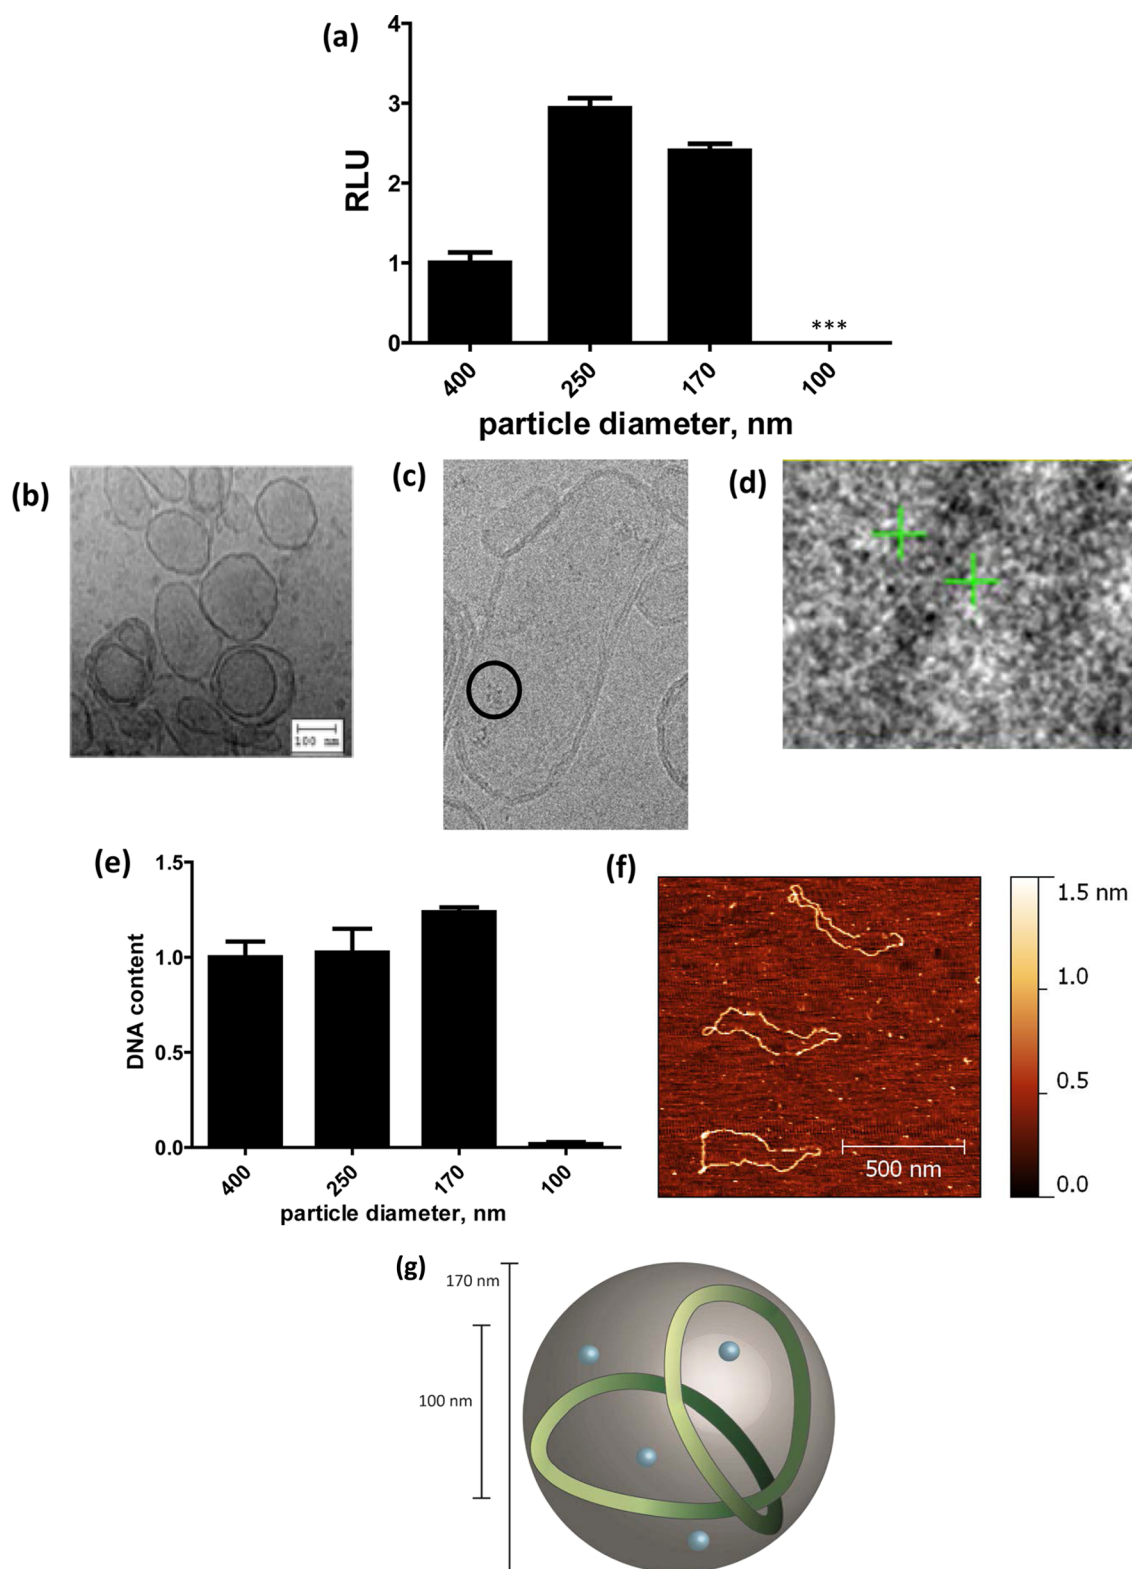 (a)
4
3
2
1
0
RLU
***
400
250
170
100
particle diameter, nm
(b)
100 nm
(c)
(d)
(e)
1.5
1.0
0.5
0.0
DNA content
400
250
170
100
particle diameter, nm
(f)
500 nm
1.5 nm
1.0
0.5
0.0
(g)
170 nm
100 nm